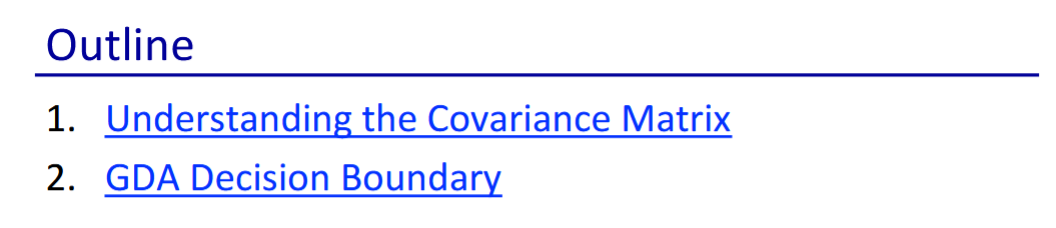 Outline
1. Understanding the Covariance Matrix
2. GDA Decision Boundary